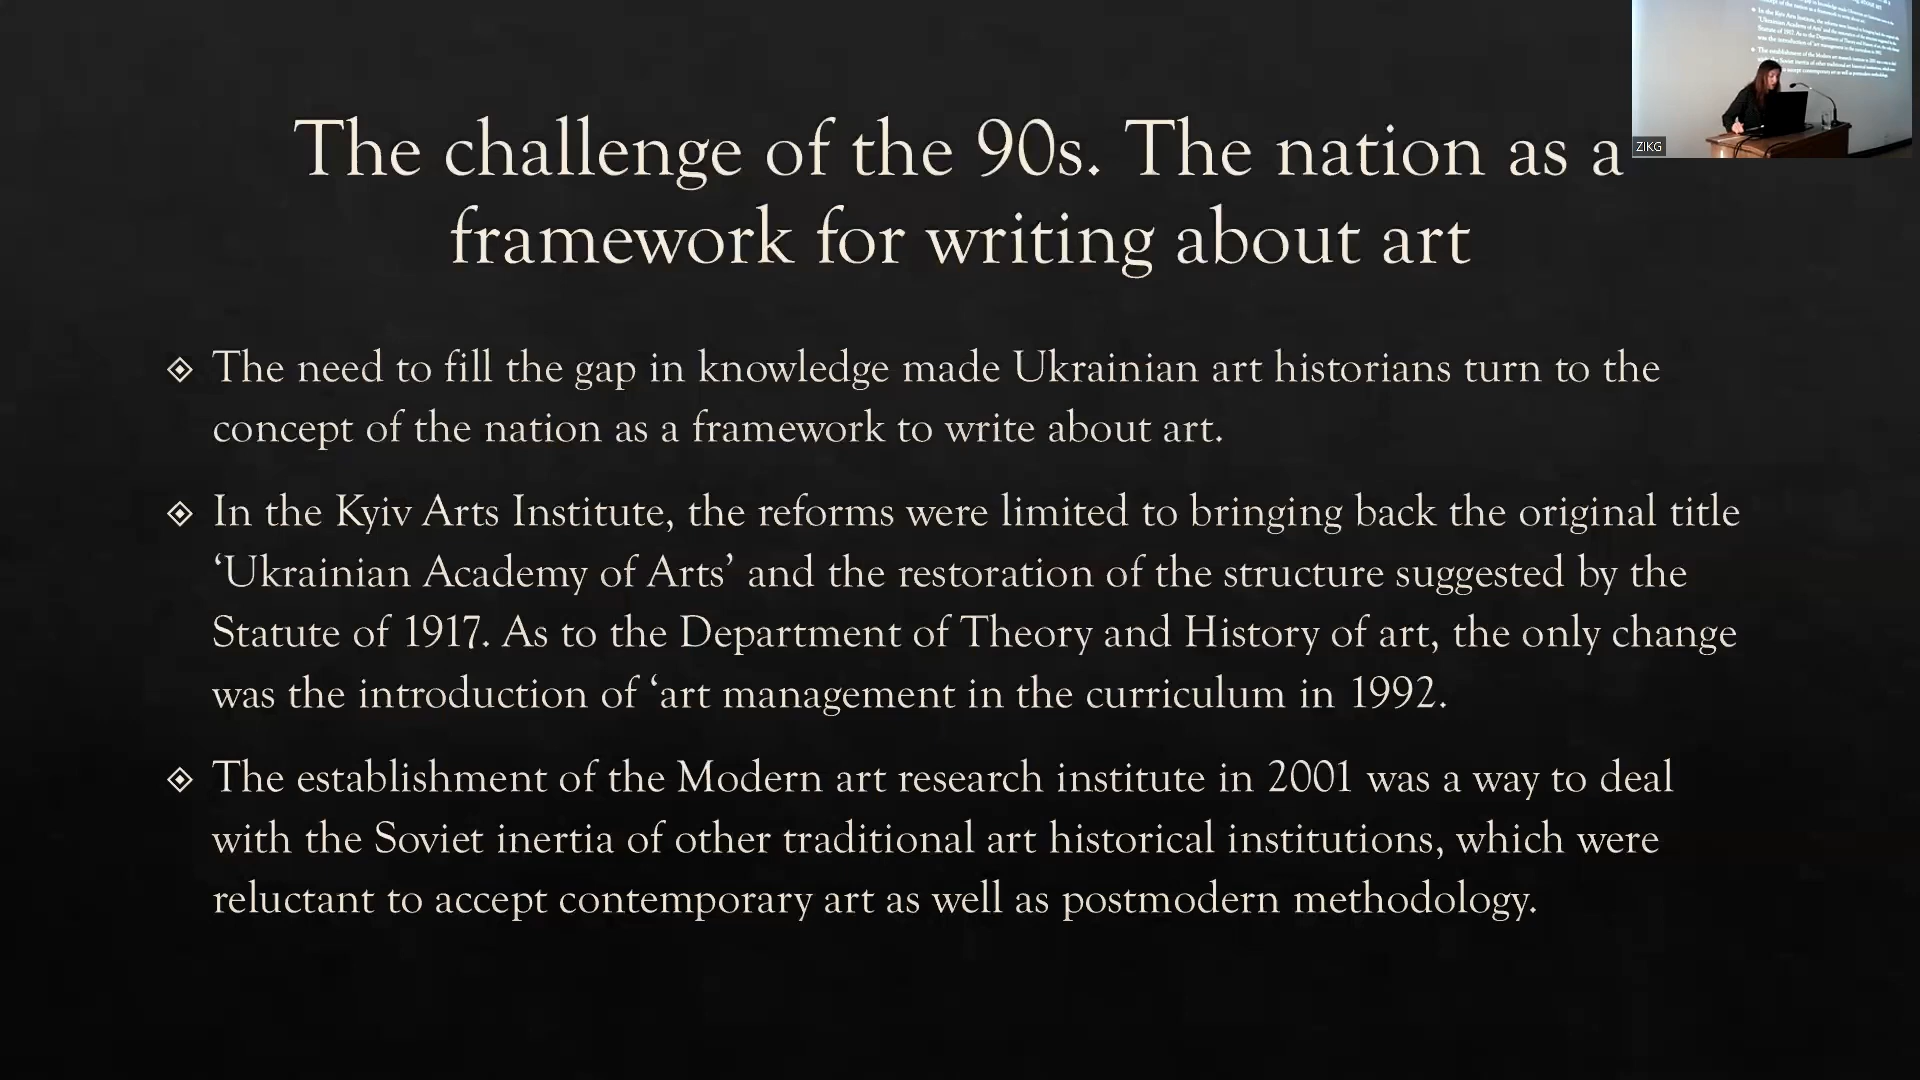 The challenge of the 90s. The nation as a
framework for writing about art
The need to fill the gap in knowledge made Ukrainian art historians turn to the
concept of the nation as a framework to write about art.
In the Kyiv Arts Institute, the reforms were limited to bringing back the original title
‘Ukrainian Academy of Arts’ and the restoration of the structure suggested by the
Statute of 1917. As to the Department of Theory and History of art, the only change
was the introduction of ‘art management in the curriculum in 1992.
The establishment of the Modern art research institute in 2001 was a way to deal
with the Soviet inertia of other traditional art historical institutions, which were
reluctant to accept contemporary art as well as postmodern methodology.
ZIKG